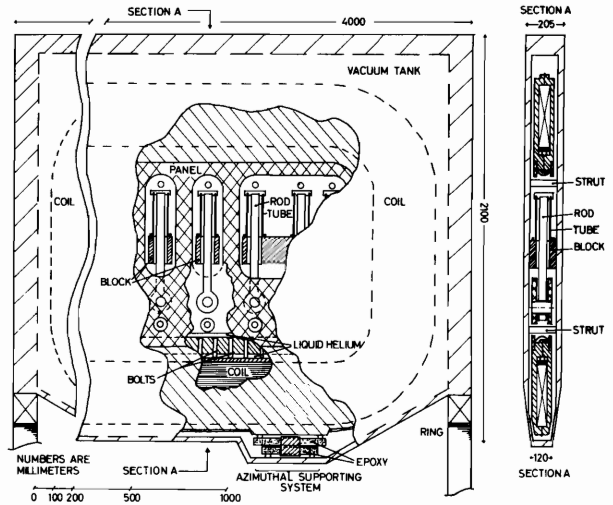 SECTION A
4000
SECTION A
205
VACUUM TANK
PANEL
COIL
COIL
ROD
TUBE
STRUT
ROD
TUBE
BLOCK
2100
BLOCK
STRUT
LIQUID HELIUM
BOLTS
COIL
RING
EPOXY
NUMBERS ARE
MILLIMETERS
SECTION A
AZIMUTHAL SUPPORTING
SYSTEM
120
SECTION A
0 100 200 500 1000